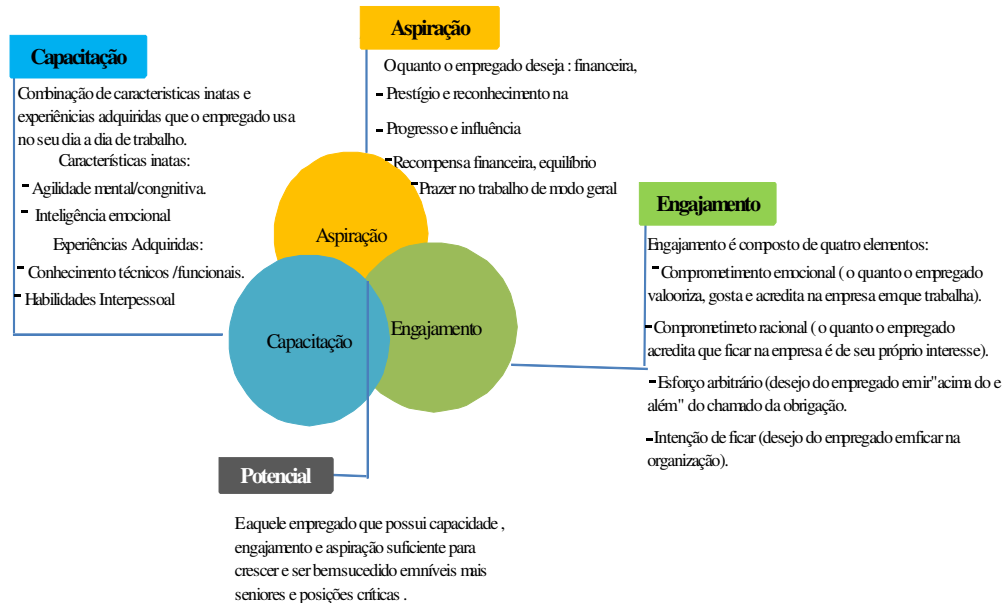 Capacitação
Combinação de caracteristicas inatas e
experiênicias adquiridas que o empregado usa
no seu dia a dia de trabalho.
Características inatas:
- Agilidade mental/congnitiva.
- Inteligência emocional
Experiências Adquiridas:
- Conhecimento técnicos /funcionais.
- Habilidades Interpessoal
Aspiração
O quanto o empregado deseja : financeira,
- Prestígio e reconhecimento na
- Progresso e influência
- Recompensa financeira, equilíbrio
- Prazer no trabalho de modo geral
Engajamento
Engajamento é composto de quatro elementos:
- Comprometimento emocional ( o quanto o empregado
valooriza, gosta e acredita na empresa em que trabalha).
- Comprometimeto racional ( o quanto o empregado
acredita que ficar na empresa é de seu próprio interesse).
- Esforço arbitrário (desejo do empregado em ir "acima do e
além" do chamado da obrigação.
- Intenção de ficar (desejo do empregado em ficar na
organização).
Aspiração
Capacitação
Engajamento
Potencial
E aquele empregado que possui capacidade ,
engajamento e aspiração suficiente para
crescer e ser bem sucedido em níveis mais
seniores e posições críticas .